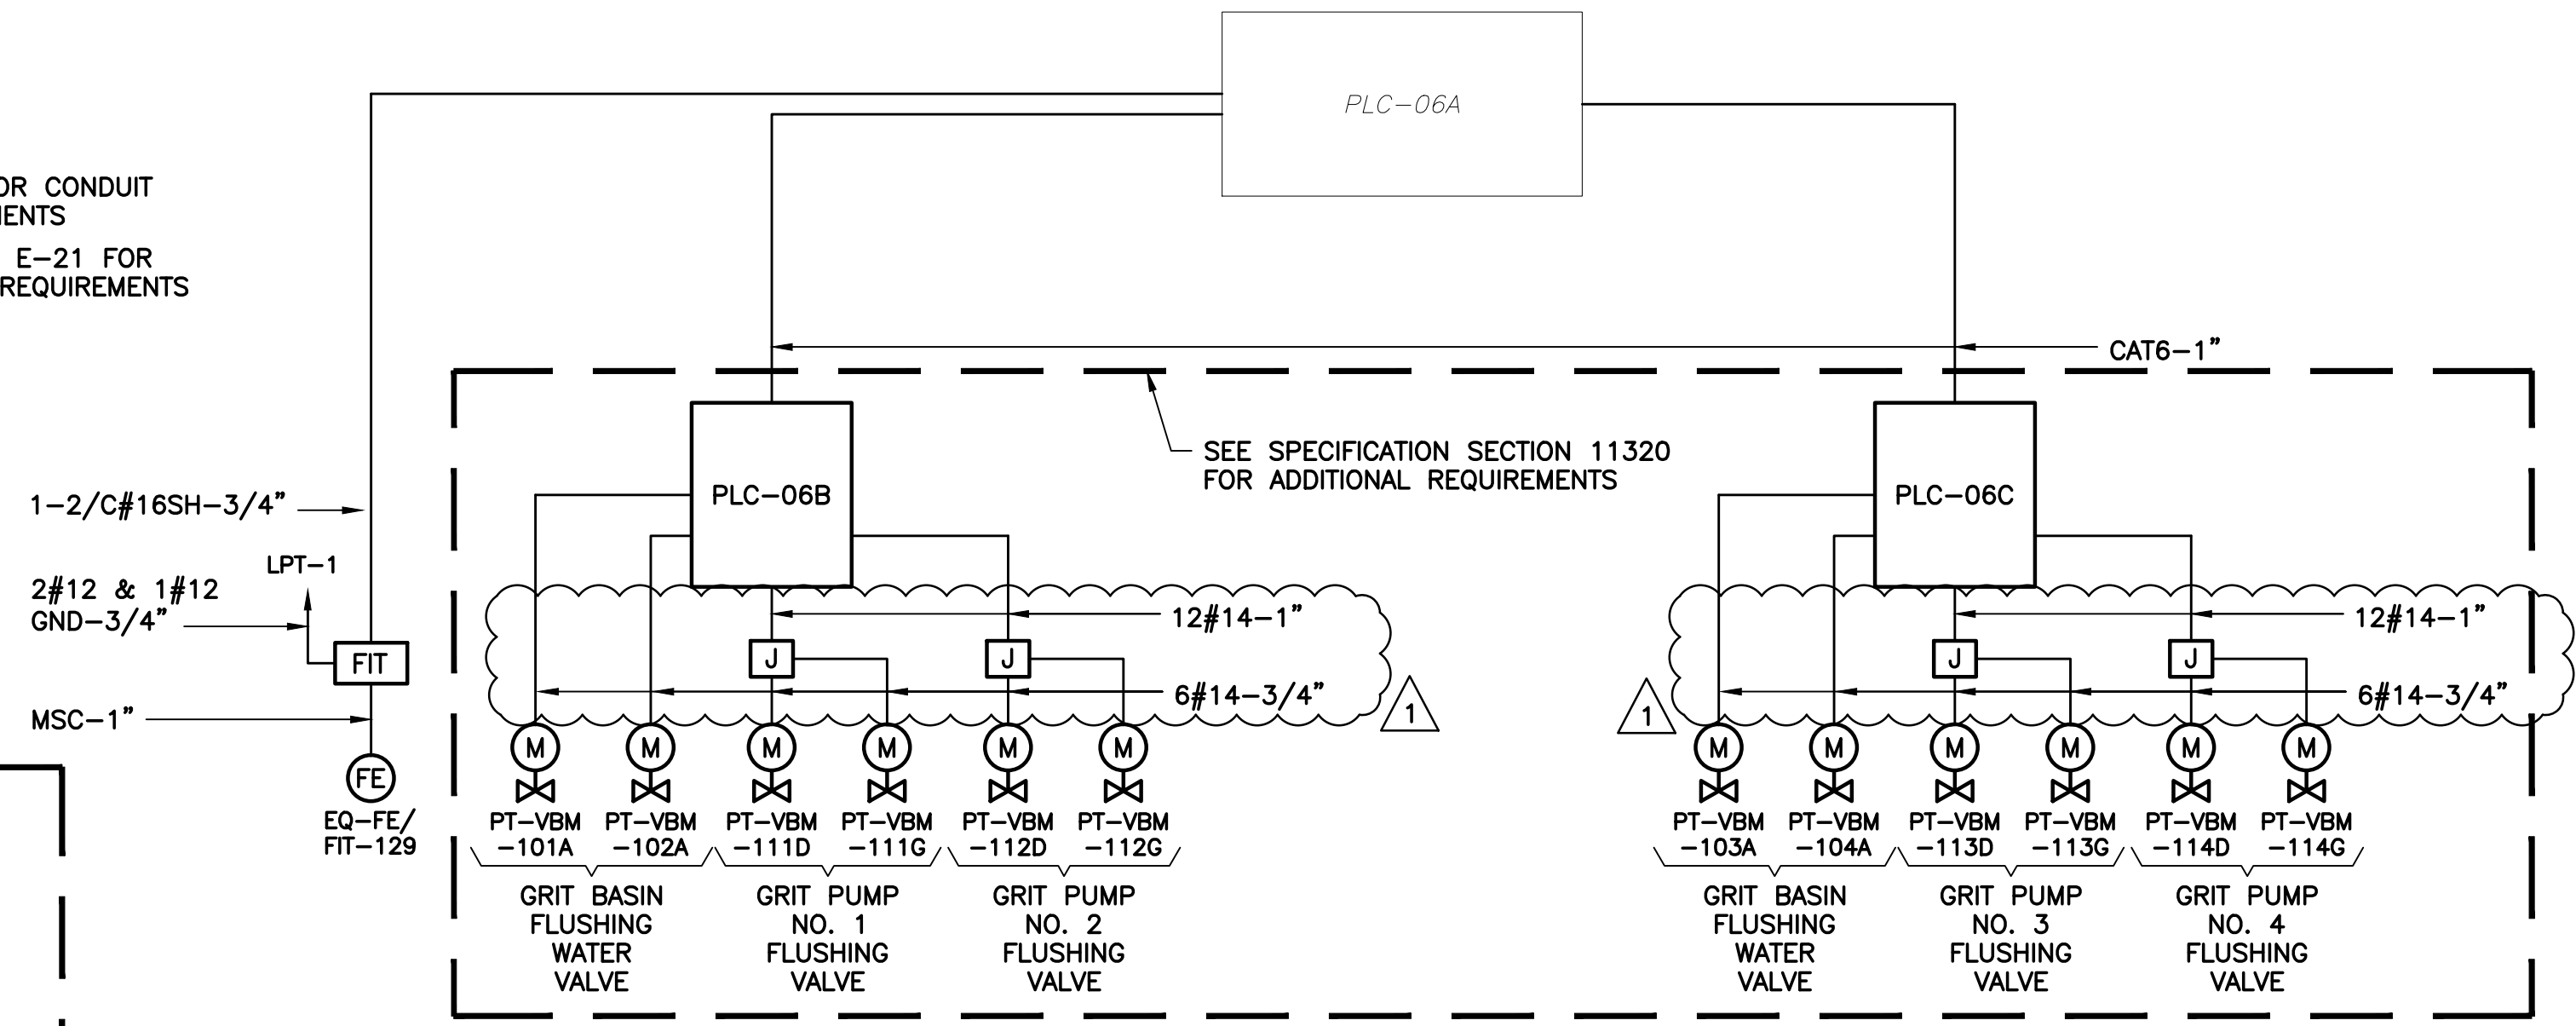 PLC-06A
OR CONDUIT
MENTS
E-21 FOR
REQUIREMENTS
CAT6-1"
SEE SPECIFICATION SECTION 11320
FOR ADDITIONAL REQUIREMENTS
PLC-06B
PLC-06C
1-2/C#16SH-3/4"
LPT-1
2#12 & 1#12
GND-3/4"
FIT
MSC-1"
FE
EQ-FE/
FIT-129
12#14-1"
J
J
6#14-3/4"
1
12#14-1"
J
J
6#14-3/4"
1
M
M
M
M
M
M
PT-VBM
-101A
PT-VBM
-102A
PT-VBM
-111D
PT-VBM
-111G
PT-VBM
-112D
PT-VBM
-112G
GRIT BASIN
FLUSHING
WATER
VALVE
GRIT PUMP
NO. 1
FLUSHING
VALVE
GRIT PUMP
NO. 2
FLUSHING
VALVE
M
M
M
M
M
M
PT-VBM
-103A
PT-VBM
-104A
PT-VBM
-113D
PT-VBM
-113G
PT-VBM
-114D
PT-VBM
-114G
GRIT BASIN
FLUSHING
WATER
VALVE
GRIT PUMP
NO. 3
FLUSHING
VALVE
GRIT PUMP
NO. 4
FLUSHING
VALVE